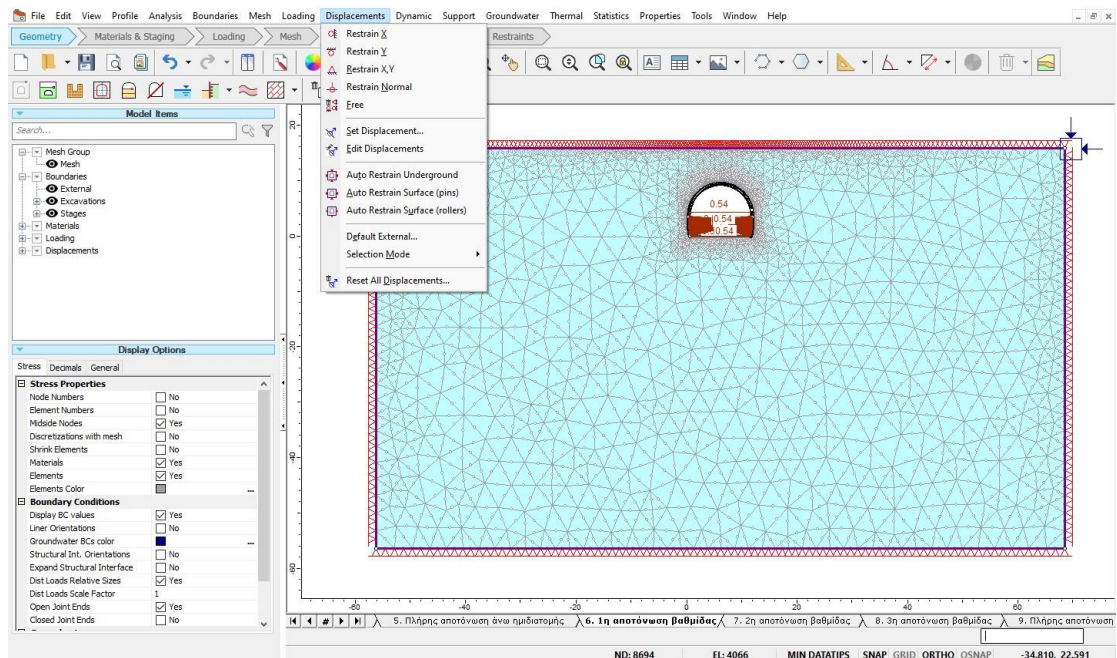 File Edit View Profile Analysis Boundaries Mesh Loading Displacements Dynamic Support Groundwater Thermal Statistics Properties Tools Window Help
Geometry Materials & Staging Loading Mesh Restraints
Restrain X
Restrain Y
Restrain X,Y
Restrain Normal
Free
Set Displacement...
Edit Displacements
Auto Restrain Underground
Auto Restrain Surface (pins)
Auto Restrain Surface (rollers)
Default External...
Selection Mode
Reset All Displacements...
Model Items
Search...
Mesh Group
Mesh
Boundaries
External
Excavations
Stages
Materials
Loading
Displacements
Display Options
Stress Decimals General
Stress Properties
Node Numbers No
Element Numbers No
Midside Nodes Yes
Discretizations with mesh No
Shrink Elements No
Materials Yes
Elements Yes
Elements Color ...
Boundary Conditions
Display BC values Yes
Liner Orientations No
Groundwater BCs color ...
Structural Int. Orientations No
Expand Structural Interface No
Dist Loads Relative Sizes Yes
Dist Loads Scale Factor 1
Open Joint Ends Yes
Closed Joint Ends No
20
0
-20
-40
-60
0.54
0.54
0.54
-60 -40 -20 0 20 40 60
5. Πλήρης αποτόνωση άνω ημιδιατομής 6. 1η αποτόνωση βαθμίδας 7. 2η αποτόνωση βαθμίδας 8. 3η αποτόνωση βαθμίδας 9. Πλήρης αποτόνωση
ND: 8694 EL: 4066 MIN DATATIPS SNAP GRID ORTHO OSNAP -34.810, 22.591